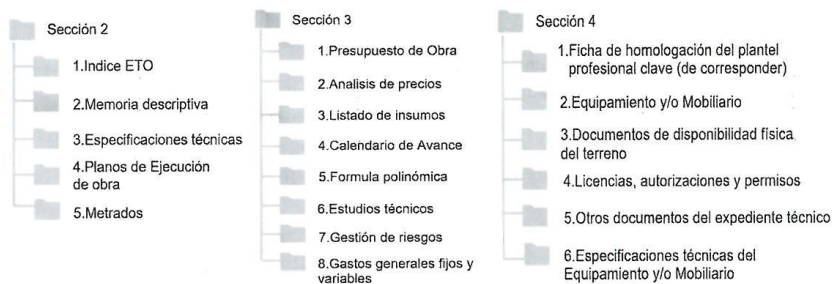 Sección 2
1.Indice ETO
2.Memoria descriptiva
3.Especificaciones técnicas
4.Planos de Ejecución
de obra
5.Metrados
Sección 3
1.Presupuesto de Obra
2.Analisis de precios
3.Listado de insumos
4.Calendario de Avance
5.Formula polinómica
6.Estudios técnicos
7.Gestión de riesgos
8.Gastos generales fijos y
variables
Sección 4
1.Ficha de homologación del plantel
profesional clave (de corresponder)
2.Equipamiento y/o Mobiliario
3.Documentos de disponibilidad física
del terreno
4.Licencias, autorizaciones y permisos
5.Otros documentos del expediente técnico
6.Especificaciones técnicas del
Equipamiento y/o Mobiliario